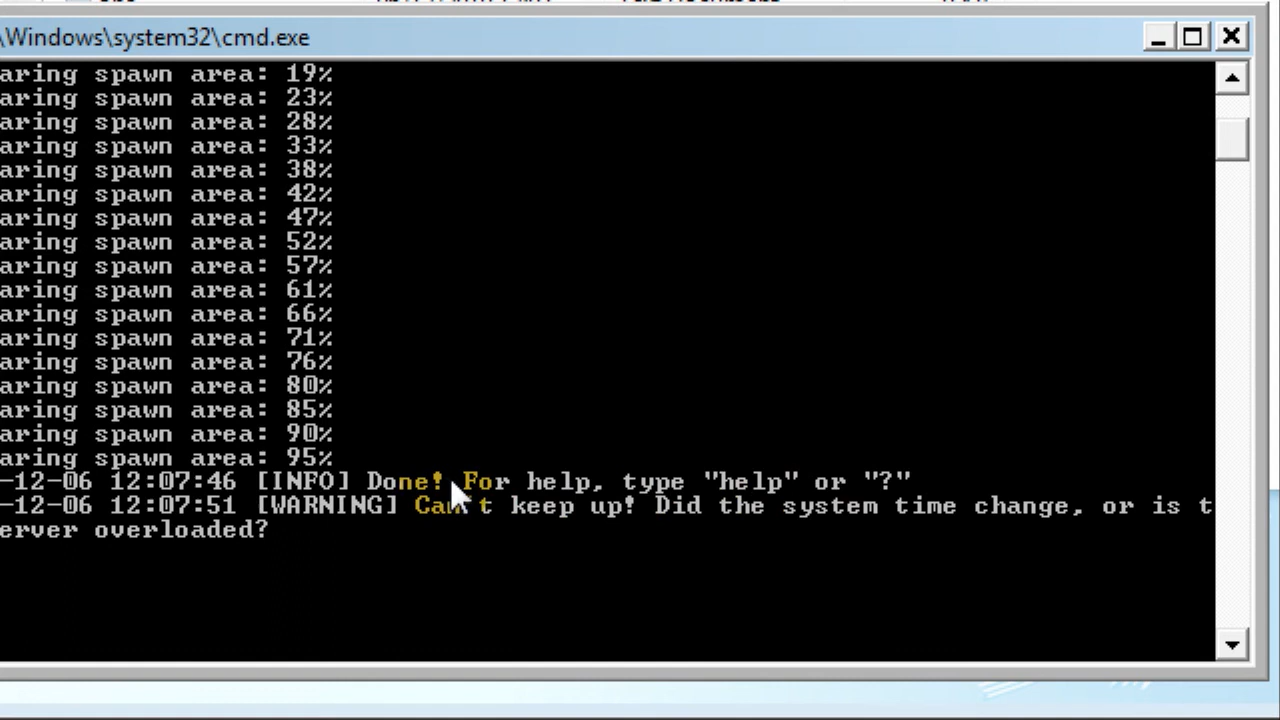 \Windows\system32\cmd.exe
aring spawn area: 19%
aring spawn area: 23%
aring spawn area: 28%
aring spawn area: 33%
aring spawn area: 38%
aring spawn area: 42%
aring spawn area: 47%
aring spawn area: 52%
aring spawn area: 57%
aring spawn area: 61%
aring spawn area: 66%
aring spawn area: 71%
aring spawn area: 76%
aring spawn area: 80%
aring spawn area: 85%
aring spawn area: 90%
aring spawn area: 95%
-12-06 12:07:46 [INFO] Done! For help, type "help" or "?"
-12-06 12:07:51 [WARNING] Can't keep up! Did the system time change, or is t
erver overloaded?